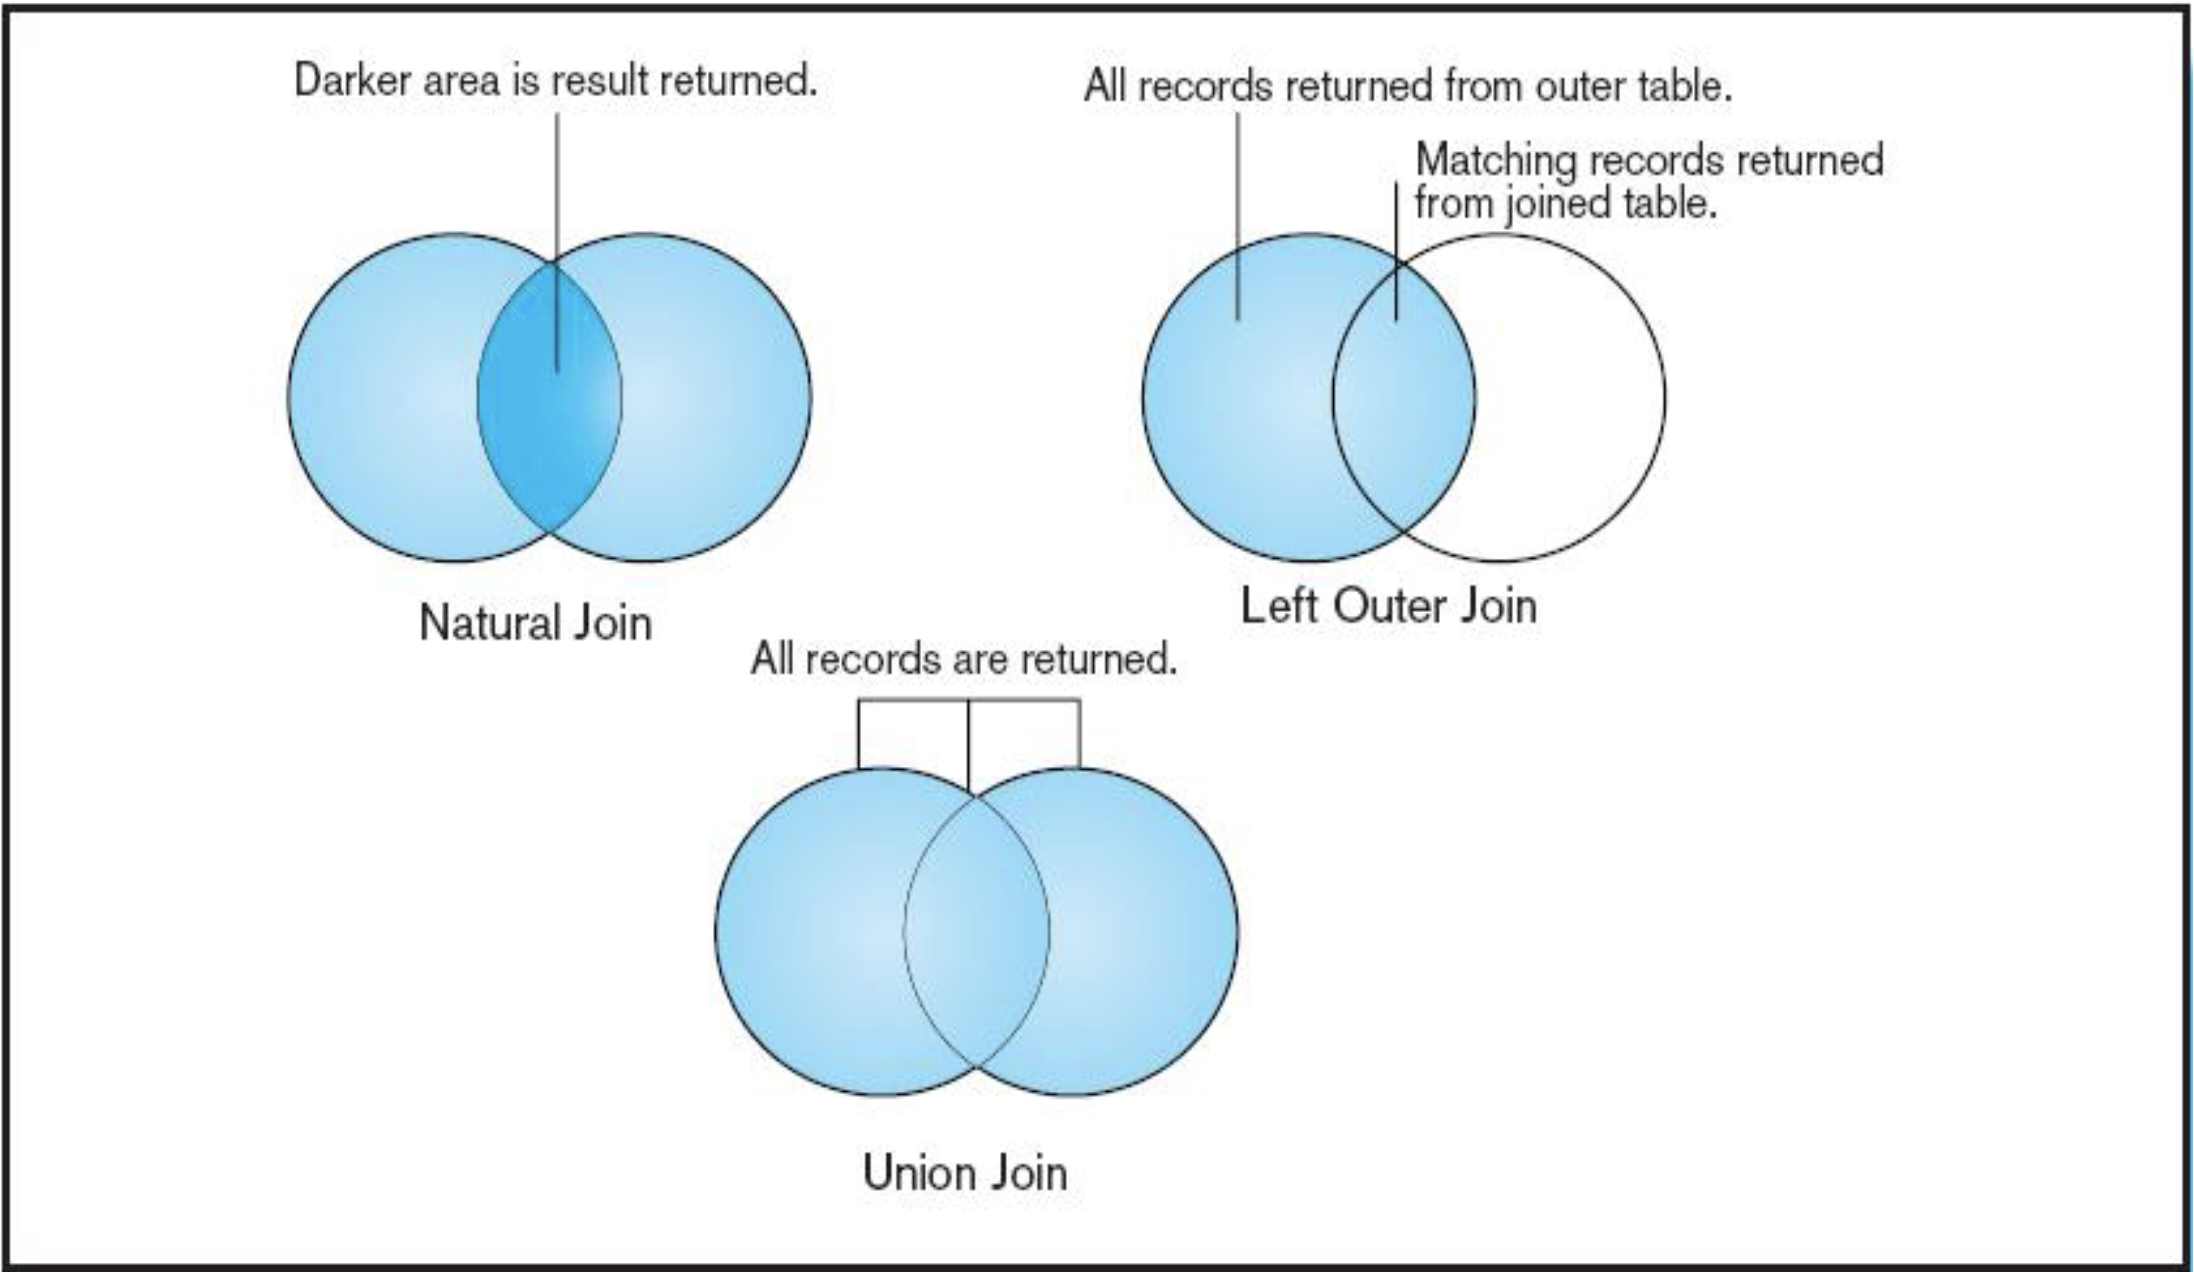 Darker area is result returned.
All records returned from outer table.
Matching records returned
from joined table.
Natural Join
Left Outer Join
All records are returned.
Union Join